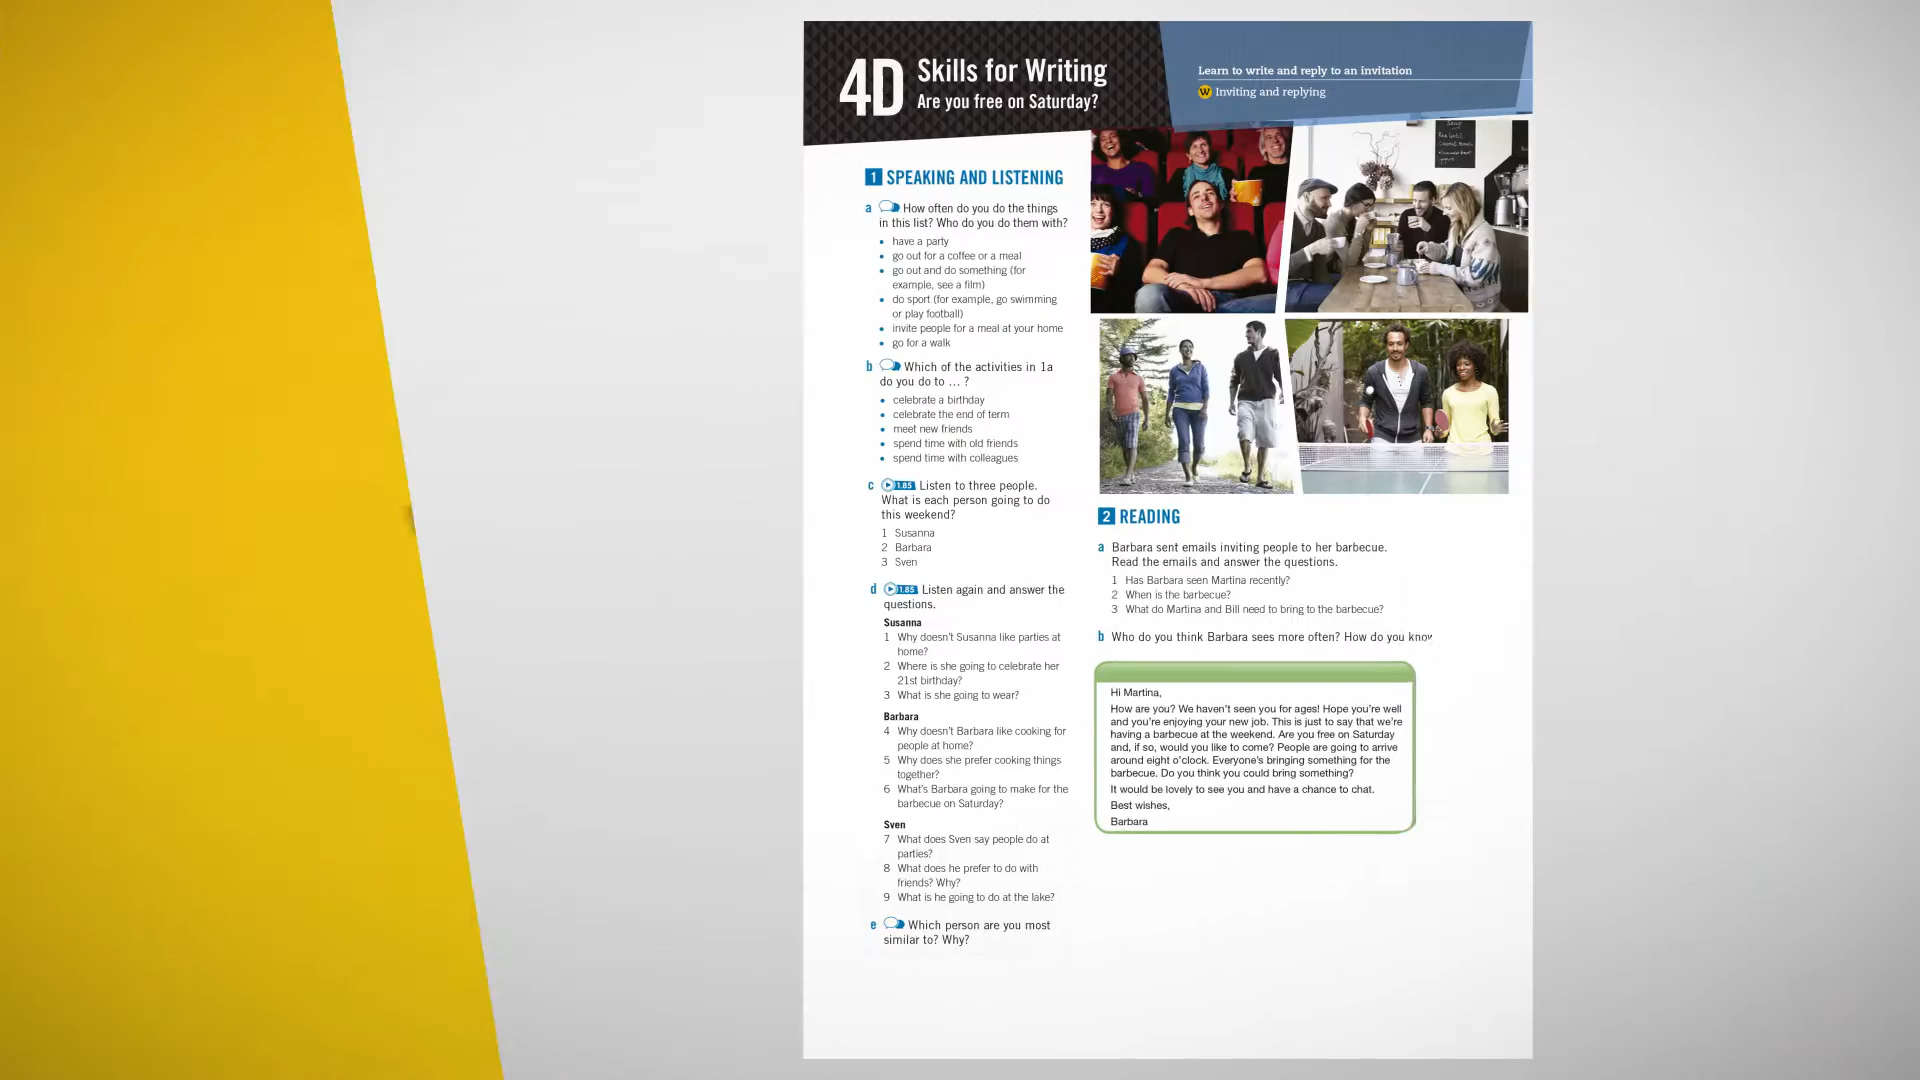 4D
Skills for Writing
Are you free on Saturday?
Learn to write and reply to an invitation
W Inviting and replying
1 SPEAKING AND LISTENING
a How often do you do the things
in this list? Who do you do them with?
• have a party
• go out for a coffee or a meal
• go out and do something (for
example, see a film)
• do sport (for example, go swimming
or play football)
• invite people for a meal at your home
• go for a walk
b Which of the activities in 1a
do you do to … ?
• celebrate a birthday
• celebrate the end of term
• meet new friends
• spend time with old friends
• spend time with colleagues
c 1.85 Listen to three people.
What is each person going to do
this weekend?
1 Susanna
2 Barbara
3 Sven
d 1.85 Listen again and answer the
questions.
Susanna
1 Why doesn't Susanna like parties at
home?
2 Where is she going to celebrate her
21st birthday?
3 What is she going to wear?
Barbara
4 Why doesn't Barbara like cooking for
people at home?
5 Why does she prefer cooking things
together?
6 What's Barbara going to make for the
barbecue on Saturday?
Sven
7 What does Sven say people do at
parties?
8 What does he prefer to do with
friends? Why?
9 What is he going to do at the lake?
e Which person are you most
similar to? Why?
Soup
2 READING
a Barbara sent emails inviting people to her barbecue.
Read the emails and answer the questions.
1 Has Barbara seen Martina recently?
2 When is the barbecue?
3 What do Martina and Bill need to bring to the barbecue?
b Who do you think Barbara sees more often? How do you know
Hi Martina,
How are you? We haven't seen you for ages! Hope you're well
and you're enjoying your new job. This is just to say that we're
having a barbecue at the weekend. Are you free on Saturday
and, if so, would you like to come? People are going to arrive
around eight o'clock. Everyone's bringing something for the
barbecue. Do you think you could bring something?
It would be lovely to see you and have a chance to chat.
Best wishes,
Barbara